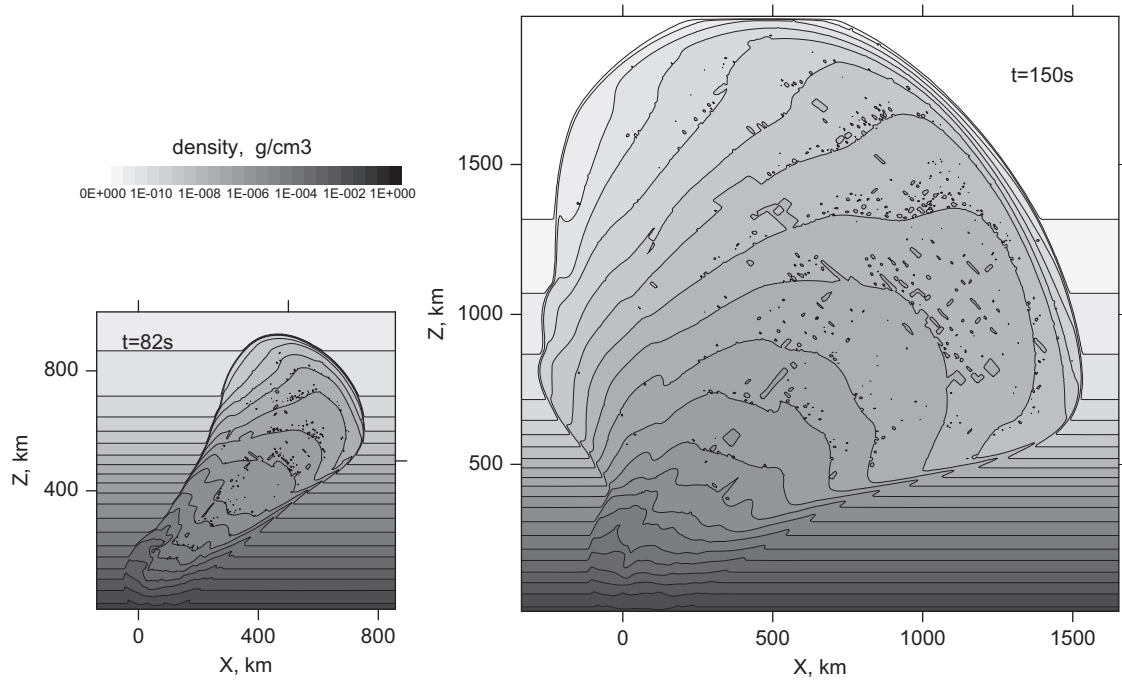 density, g/cm3
0E+000 1E-010 1E-008 1E-006 1E-004 1E-002 1E+000
t=82s
Z, km
800
400
0 400 800
X, km
t=150s
Z, km
1500
1000
500
0 500 1000 1500
X, km